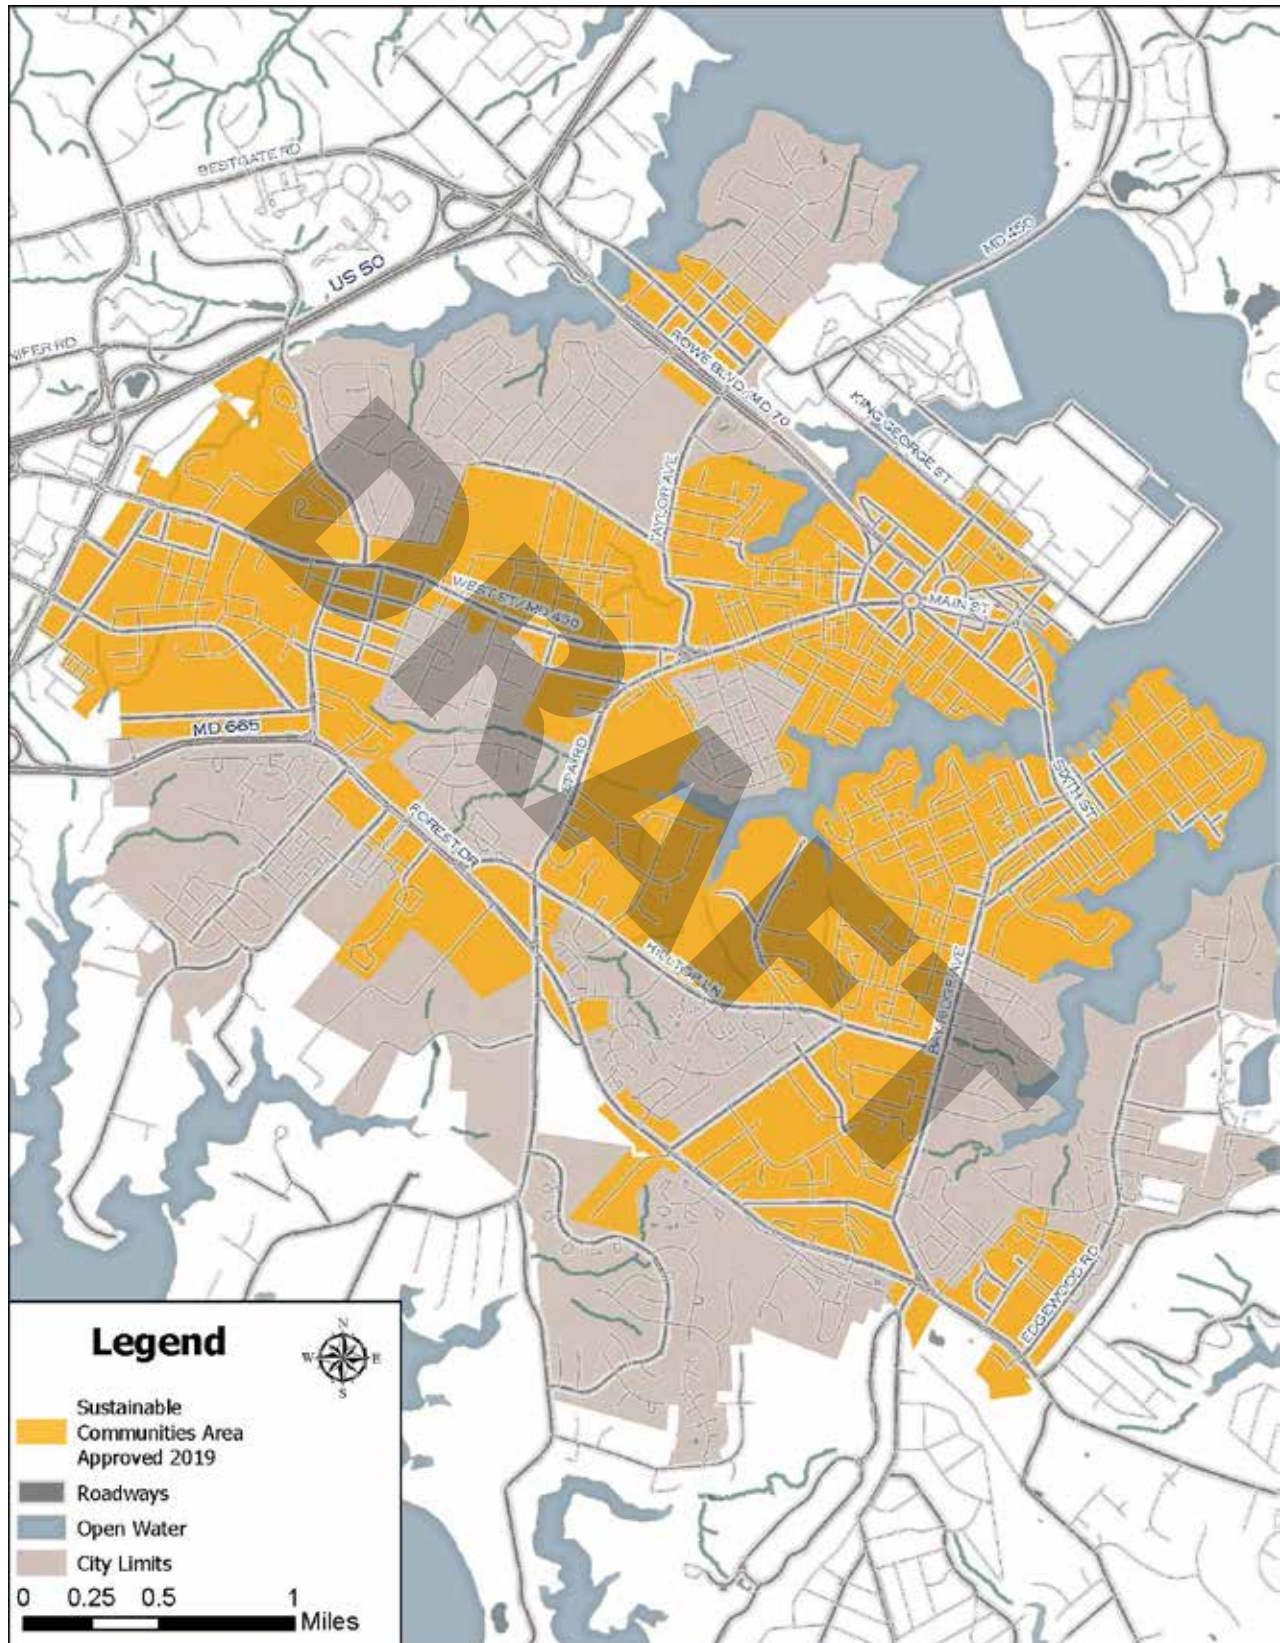 BESTGATE RD
US 50
MD 450
NIFER RD
ROWE BLVD/MD 70
KING GEORGE ST
TAYLOR AVE
WEST ST/MD 450
MAIN ST
MD 665
SIXTH ST
FOREST DR
HILLTOP LN
BAY RIDGE AVE
EDGEWOOD RD
DRAFT
Legend
N
W
E
S
Sustainable
Communities Area
Approved 2019
Roadways
Open Water
City Limits
0 0.25 0.5 1
Miles